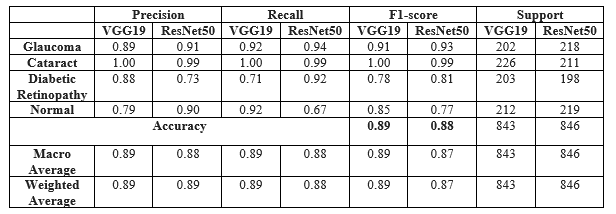 Precision Recall F1-score Support
VGG19 ResNet50 VGG19 ResNet50 VGG19 ResNet50 VGG19 ResNet50
Glaucoma 0.89 0.91 0.92 0.94 0.91 0.93 202 218
Cataract 1.00 0.99 1.00 0.99 1.00 0.99 226 211
Diabetic 0.88 0.73 0.71 0.92 0.78 0.81 203 198
Retinopathy
Normal 0.79 0.90 0.92 0.67 0.85 0.77 212 219
Accuracy 0.89 0.88 843 846
Macro 0.89 0.88 0.89 0.88 0.89 0.87 843 846
Average
Weighted 0.89 0.89 0.89 0.88 0.89 0.87 843 846
Average